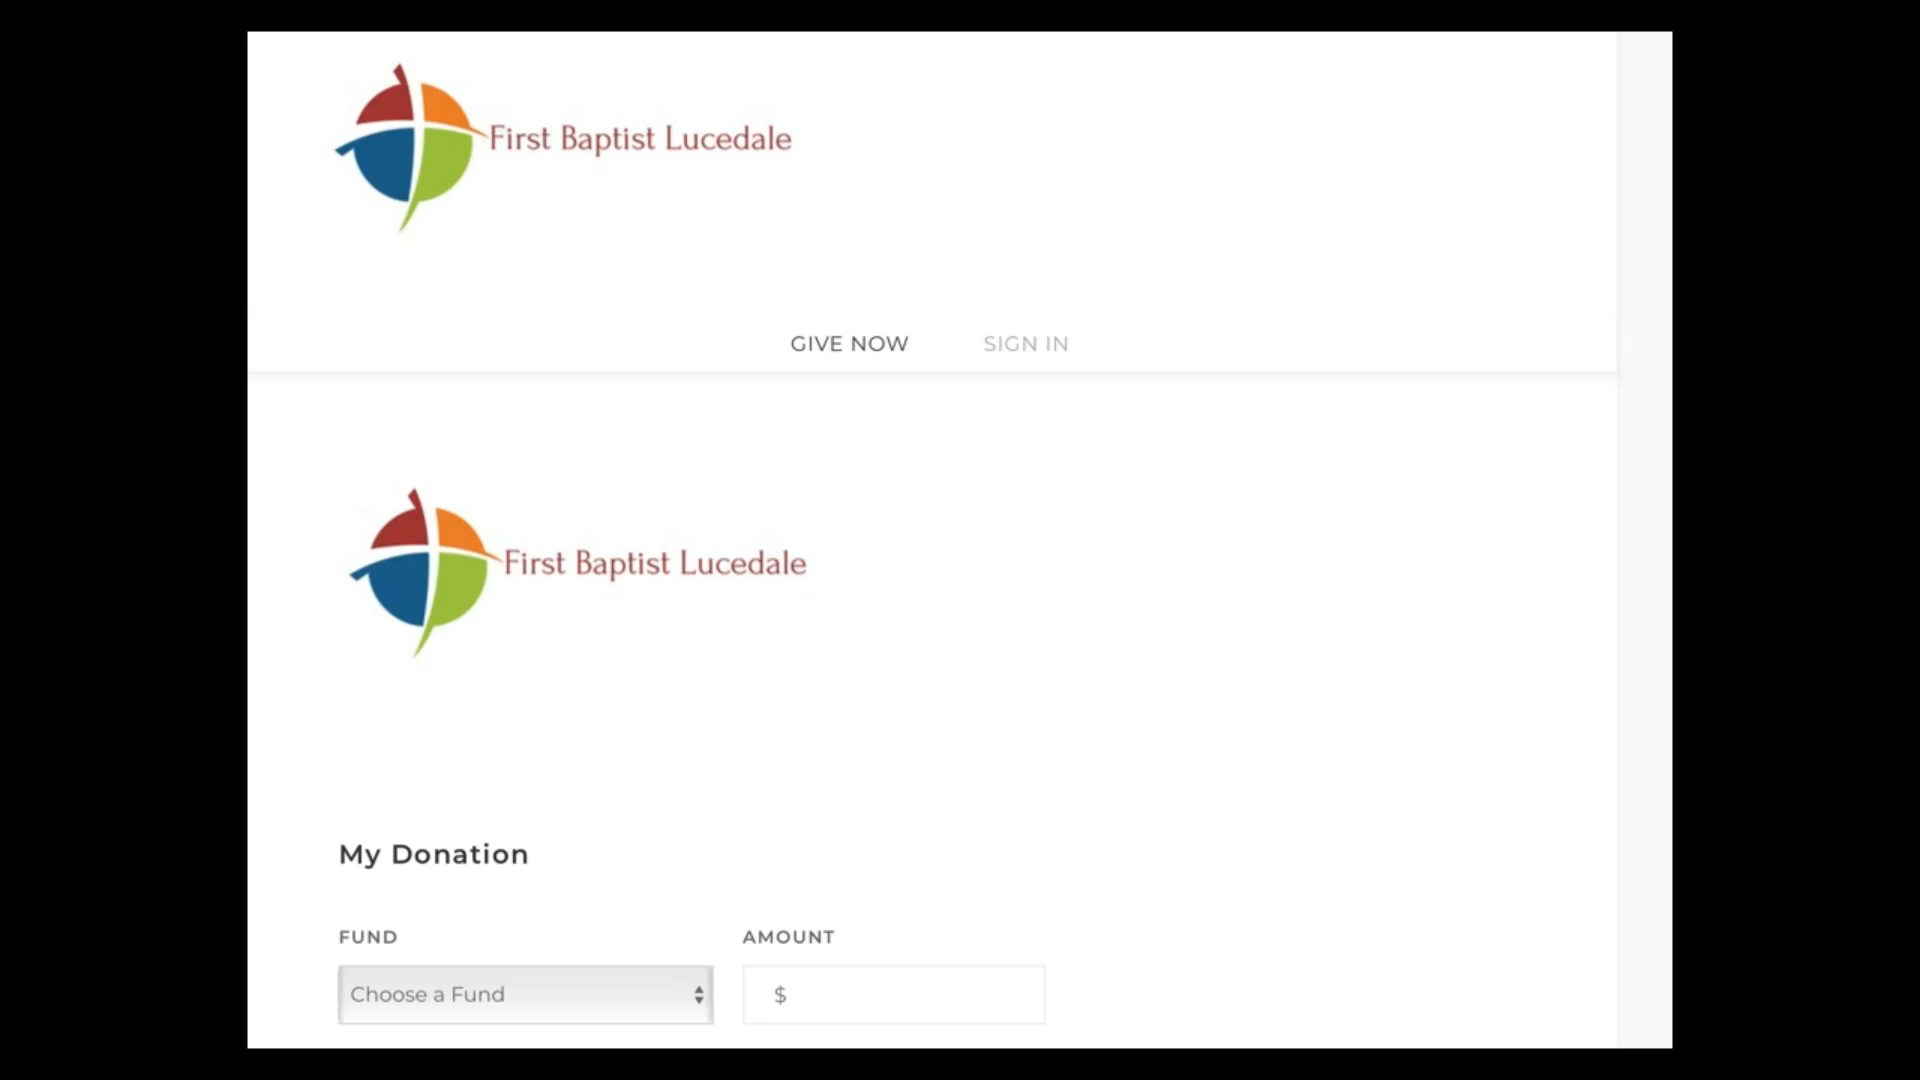 First Baptist Lucedale
GIVE NOW SIGN IN
First Baptist Lucedale
My Donation
FUND AMOUNT
Choose a Fund $